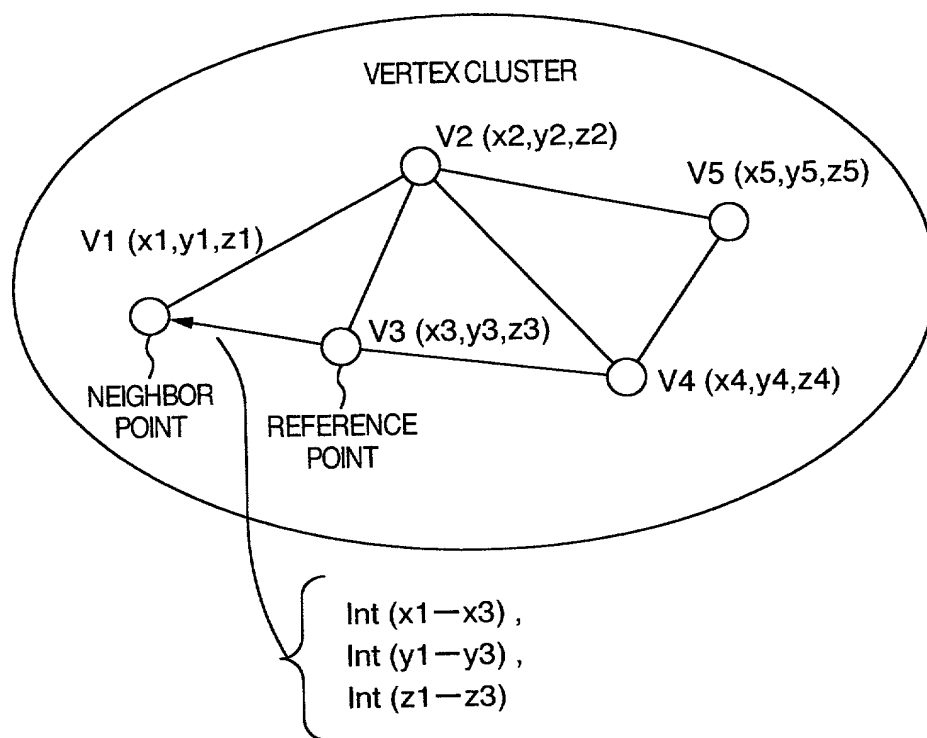 VERTEX CLUSTER
V2 (x2,y2,z2)
V5 (x5,y5,z5)
V1 (x1,y1,z1)
V3 (x3,y3,z3)
V4 (x4,y4,z4)
NEIGHBOR
POINT
REFERENCE
POINT
Int (x1—x3) ,
Int (y1—y3) ,
Int (z1—z3)